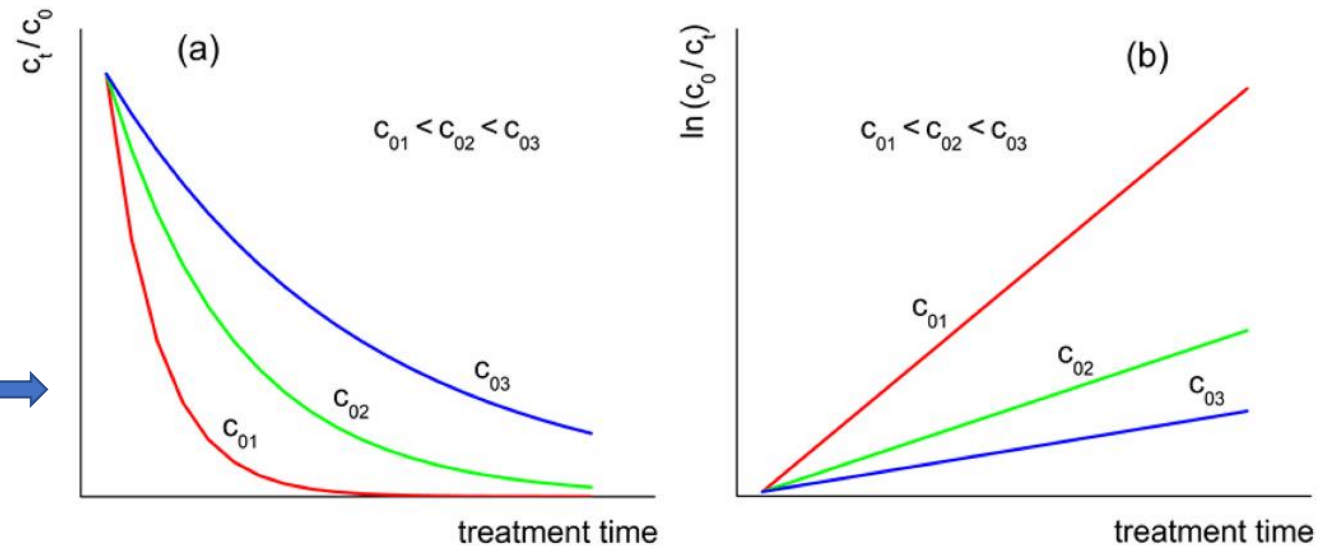 c_t / c_0
(a)
c_01 < c_02 < c_03
c_03
c_02
c_01
treatment time
ln (c_0 / c_t)
(b)
c_01 < c_02 < c_03
c_01
c_02
c_03
treatment time